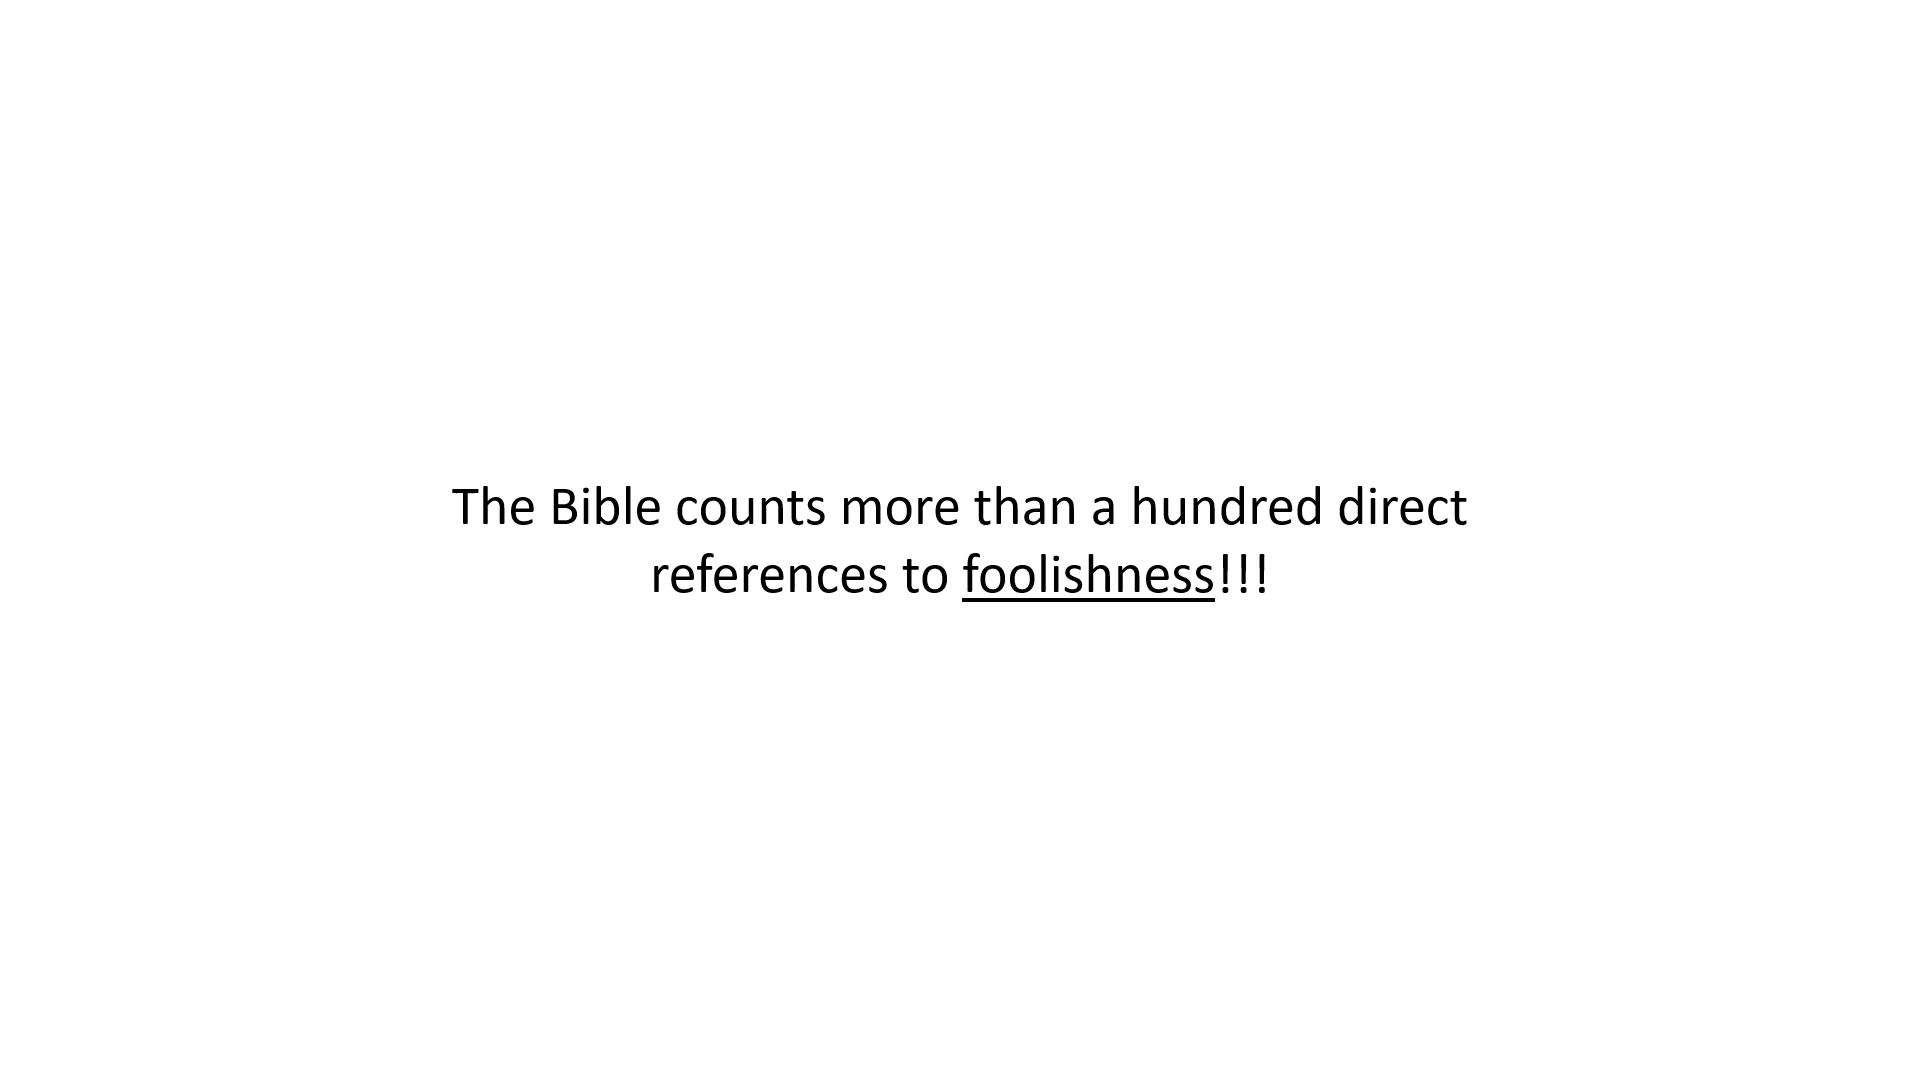 The Bible counts more than a hundred direct
references to foolishness!!!